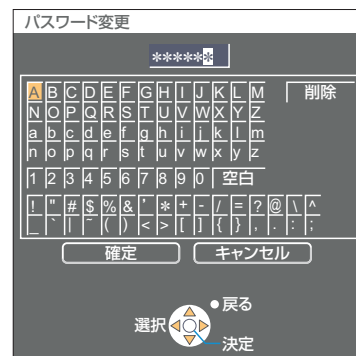 パスワード変更
******
A B C D E F G H I J K L M 削除
N O P Q R S T U V W X Y Z
a b c d e f g h i j k l m
n o p q r s t u v w x y z
1 2 3 4 5 6 7 8 9 0 空白
! " # $ % & ' * + - / = ? @ \ ^
_ ` | ~ ( ) < > [ ] { } , . : ;
確定 キャンセル
戻る
選択
決定